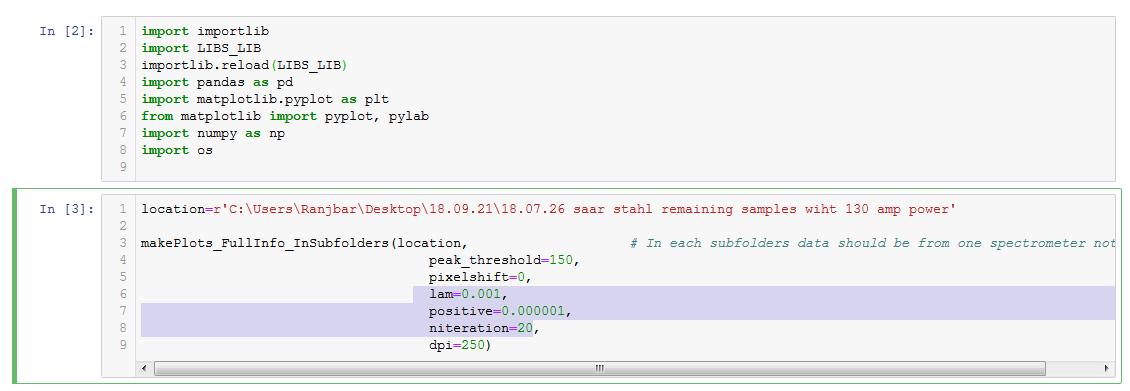 In [2]:
1 import importlib
2 import LIBS_LIB
3 importlib.reload(LIBS_LIB)
4 import pandas as pd
5 import matplotlib.pyplot as plt
6 from matplotlib import pyplot, pylab
7 import numpy as np
8 import os
9
In [3]:
1 location=r'C:\Users\Ranjbar\Desktop\18.09.21\18.07.26 saar stahl remaining samples wiht 130 amp power'
2
3 makePlots_FullInfo_InSubfolders(location, # In each subfolders data should be from one spectrometer not
4 peak_threshold=150,
5 pixelshift=0,
6 lam=0.001,
7 positive=0.000001,
8 niteration=20,
9 dpi=250)